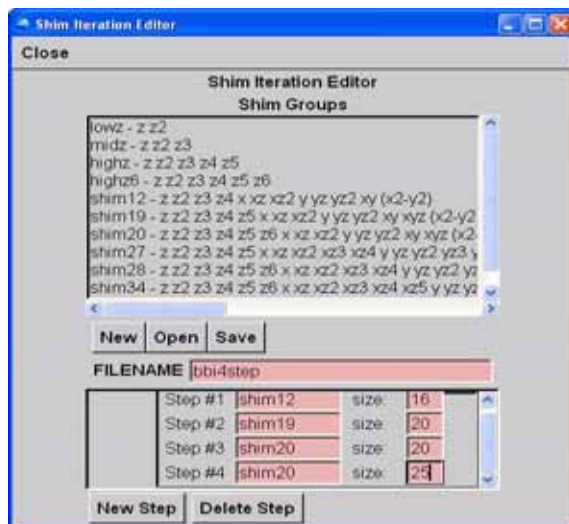 Shim Iteration Editor
Close
Shim Iteration Editor
Shim Groups
lowz - z z2
midz - z z2 z3
highz - z z2 z3 z4 z5
highz6 - z z2 z3 z4 z5 z6
shim12 - z z2 z3 z4 x xz xz2 y yz yz2 xy (x2-y2)
shim19 - z z2 z3 z4 z5 x xz xz2 y yz yz2 xy xyz (x2-y2
shim20 - z z2 z3 z4 z5 z6 x xz xz2 y yz yz2 xy xyz (x2-
shim27 - z z2 z3 z4 z5 x xz xz2 xz3 xz4 y yz yz2 yz3 y
shim28 - z z2 z3 z4 z5 z6 x xz xz2 xz3 xz4 y yz yz2 yz
shim34 - z z2 z3 z4 z5 z6 x xz xz2 xz3 xz4 xz5 y yz yz
New Open Save
FILENAME bbi4step
Step #1 shim12 size: 16
Step #2 shim19 size: 20
Step #3 shim20 size: 20
Step #4 shim20 size: 25
New Step Delete Step